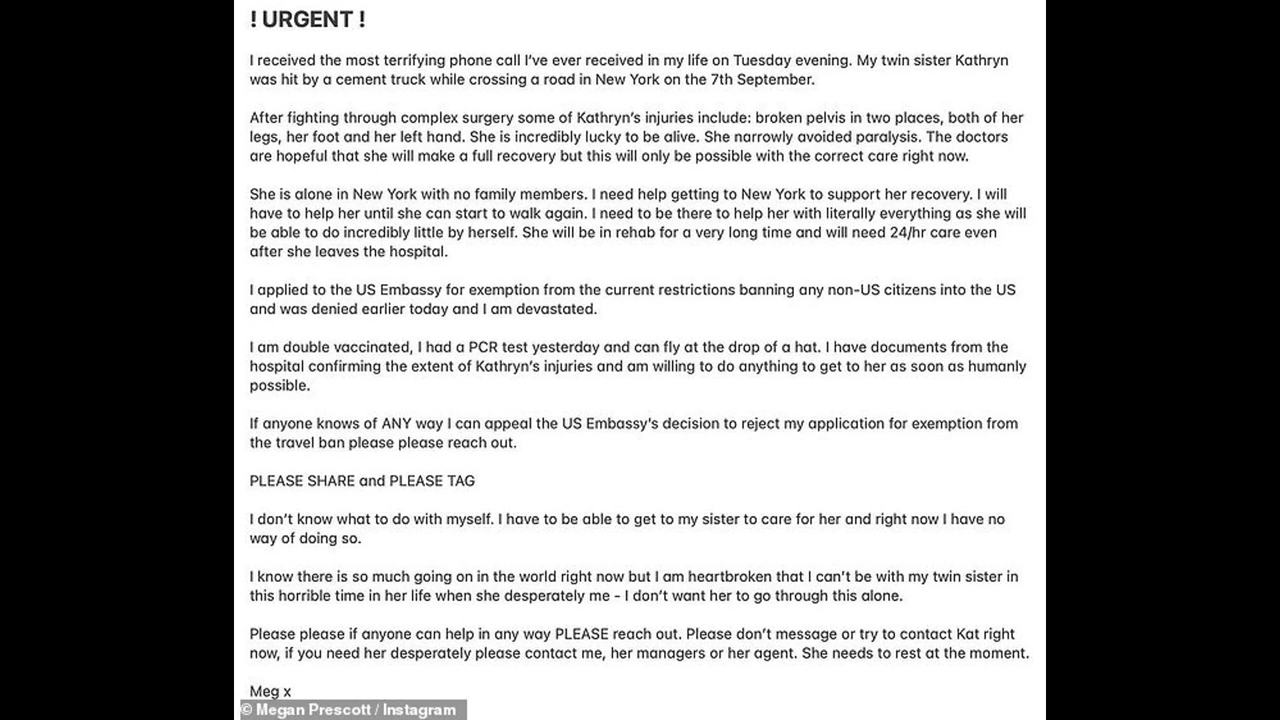 ! URGENT !
I received the most terrifying phone call I've ever received in my life on Tuesday evening. My twin sister Kathryn
was hit by a cement truck while crossing a road in New York on the 7th September.
After fighting through complex surgery some of Kathryn's injuries include: broken pelvis in two places, both of her
legs, her foot and her left hand. She is incredibly lucky to be alive. She narrowly avoided paralysis. The doctors
are hopeful that she will make a full recovery but this will only be possible with the correct care right now.
She is alone in New York with no family members. I need help getting to New York to support her recovery. I will
have to help her until she can start to walk again. I need to be there to help her with literally everything as she will
be able to do incredibly little by herself. She will be in rehab for a very long time and will need 24/hr care even
after she leaves the hospital.
I applied to the US Embassy for exemption from the current restrictions banning any non-US citizens into the US
and was denied earlier today and I am devastated.
I am double vaccinated, I had a PCR test yesterday and can fly at the drop of a hat. I have documents from the
hospital confirming the extent of Kathryn's injuries and am willing to do anything to get to her as soon as humanly
possible.
If anyone knows of ANY way I can appeal the US Embassy's decision to reject my application for exemption from
the travel ban please please reach out.
PLEASE SHARE and PLEASE TAG
I don't know what to do with myself. I have to be able to get to my sister to care for her and right now I have no
way of doing so.
I know there is so much going on in the world right now but I am heartbroken that I can't be with my twin sister in
this horrible time in her life when she desperately me - I don't want her to go through this alone.
Please please if anyone can help in any way PLEASE reach out. Please don't message or try to contact Kat right
now, if you need her desperately please contact me, her managers or her agent. She needs to rest at the moment.
Meg x
© Megan Prescott / Instagram